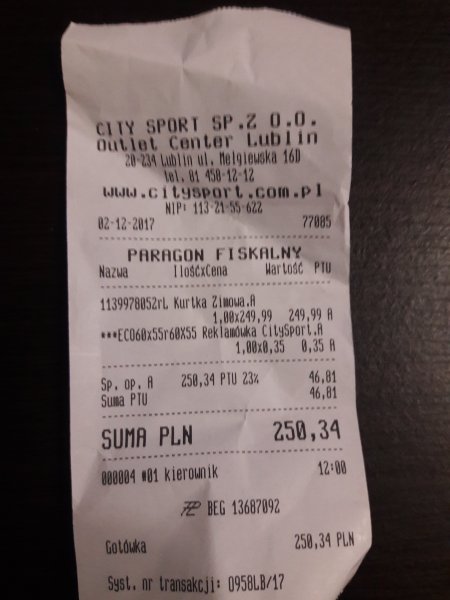 CITY SPORT SP.Z O.O.
Outlet Center Lublin
20-234 Lublin ul. Melgiewska 16D
tel. 81 458-12-12
www.citysport.com.pl
NIP: 113-21-55-622
02-12-2017 77085
PARAGON FISKALNY
Nazwa IlośćxCena Wartość PTU
1139978052rL Kurtka Zimowa.A
1,00x249,99 249,99 A
***ECO60x55r60X55 Reklamówka CitySport.A
1,00x0,35 0,35 A
Sp. op. A 250,34 PTU 23% 46,81
Suma PTU 46,81
SUMA PLN 250,34
000004 #01 kierownik 12:00
BEG 13687092
Gotówka 250,34 PLN
Syst. nr transakcji: 0958LB/17